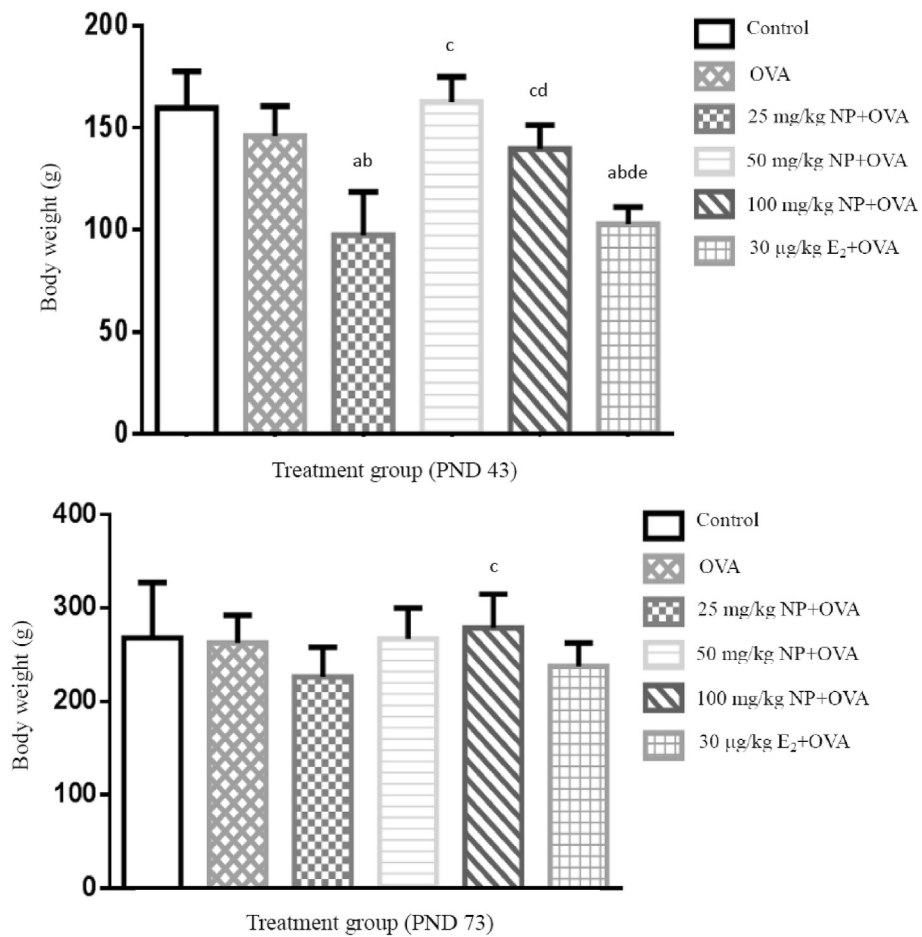 200
150
100
50
0
Body weight (g)
ab
c
cd
abde
Treatment group (PND 43)
Control
OVA
25 mg/kg NP+OVA
50 mg/kg NP+OVA
100 mg/kg NP+OVA
30 µg/kg E₂+OVA
400
300
200
100
0
Body weight (g)
c
Treatment group (PND 73)
Control
OVA
25 mg/kg NP+OVA
50 mg/kg NP+OVA
100 mg/kg NP+OVA
30 µg/kg E₂+OVA